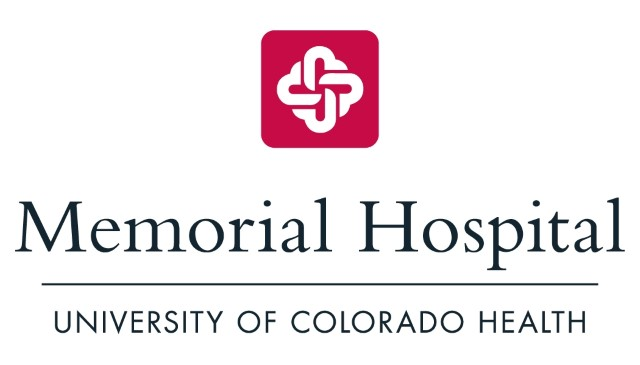 Memorial Hospital
UNIVERSITY OF COLORADO HEALTH